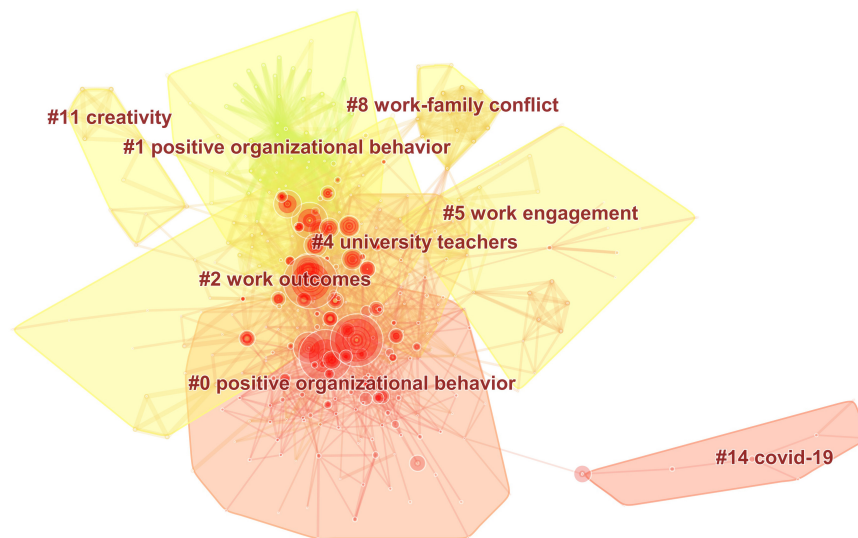 #8 work-family conflict
#11 creativity
#1 positive organizational behavior
#5 work engagement
#4 university teachers
#2 work outcomes
#0 positive organizational behavior
#14 covid-19